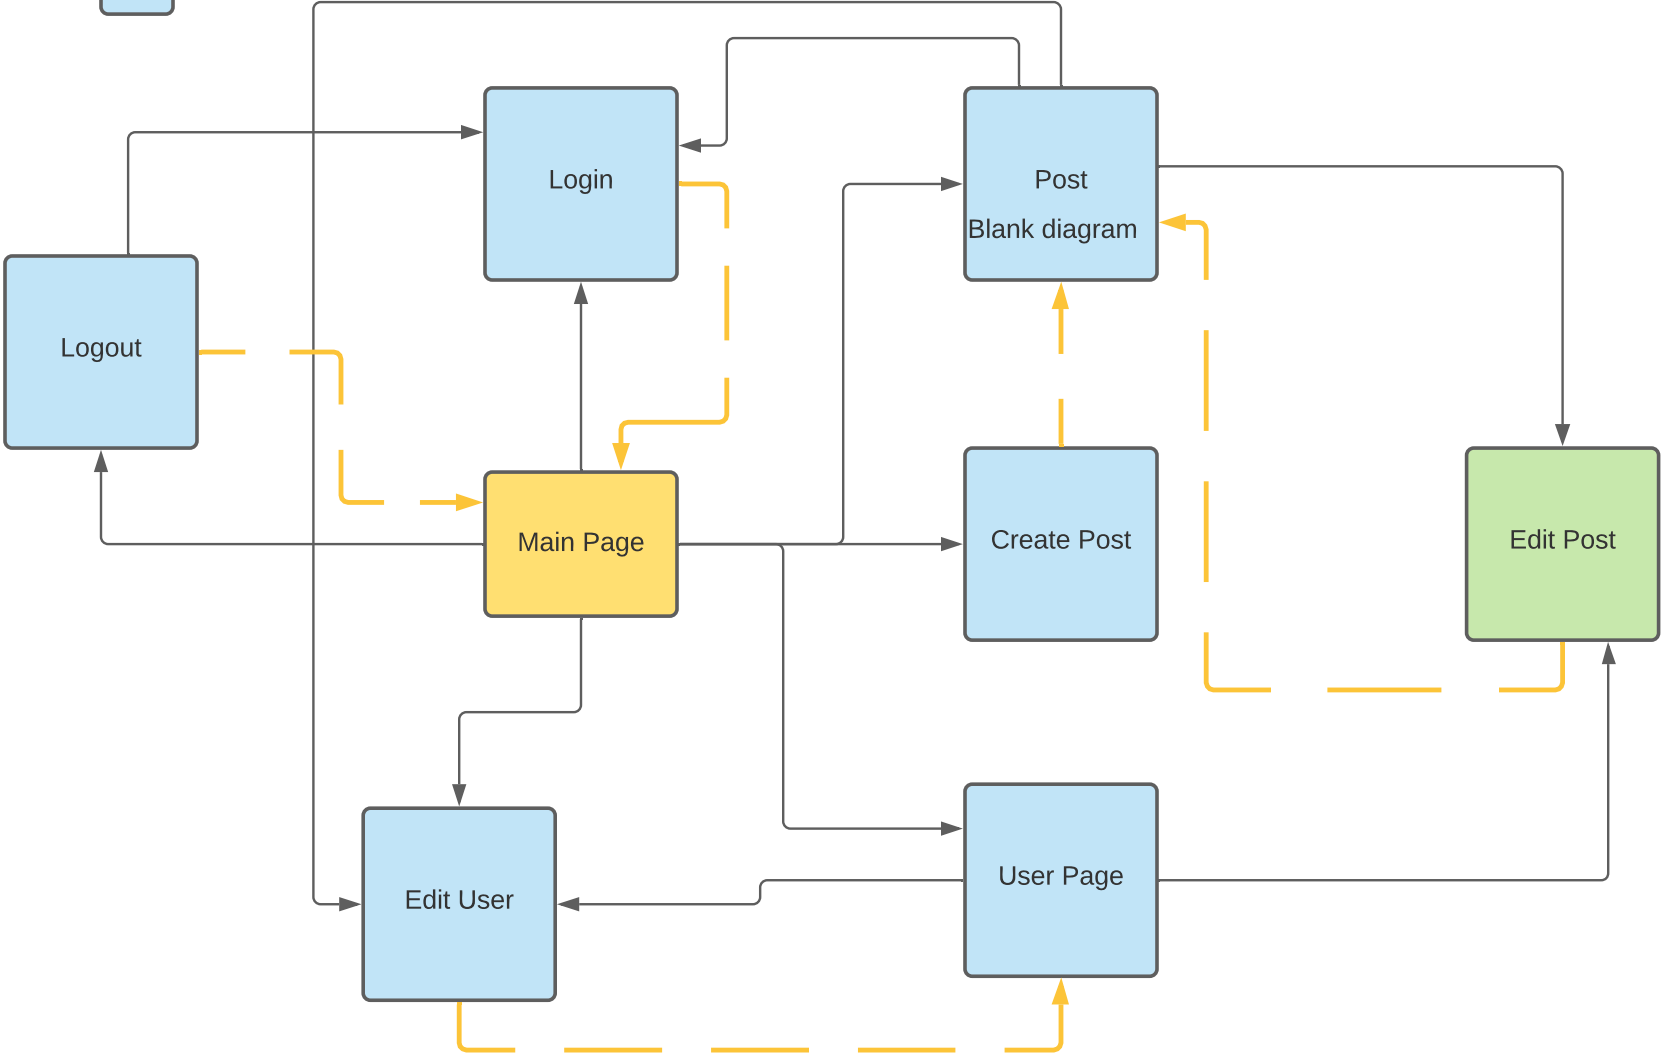 Login
Post
Blank diagram
Logout
Main Page
Create Post
Edit Post
Edit User
User Page